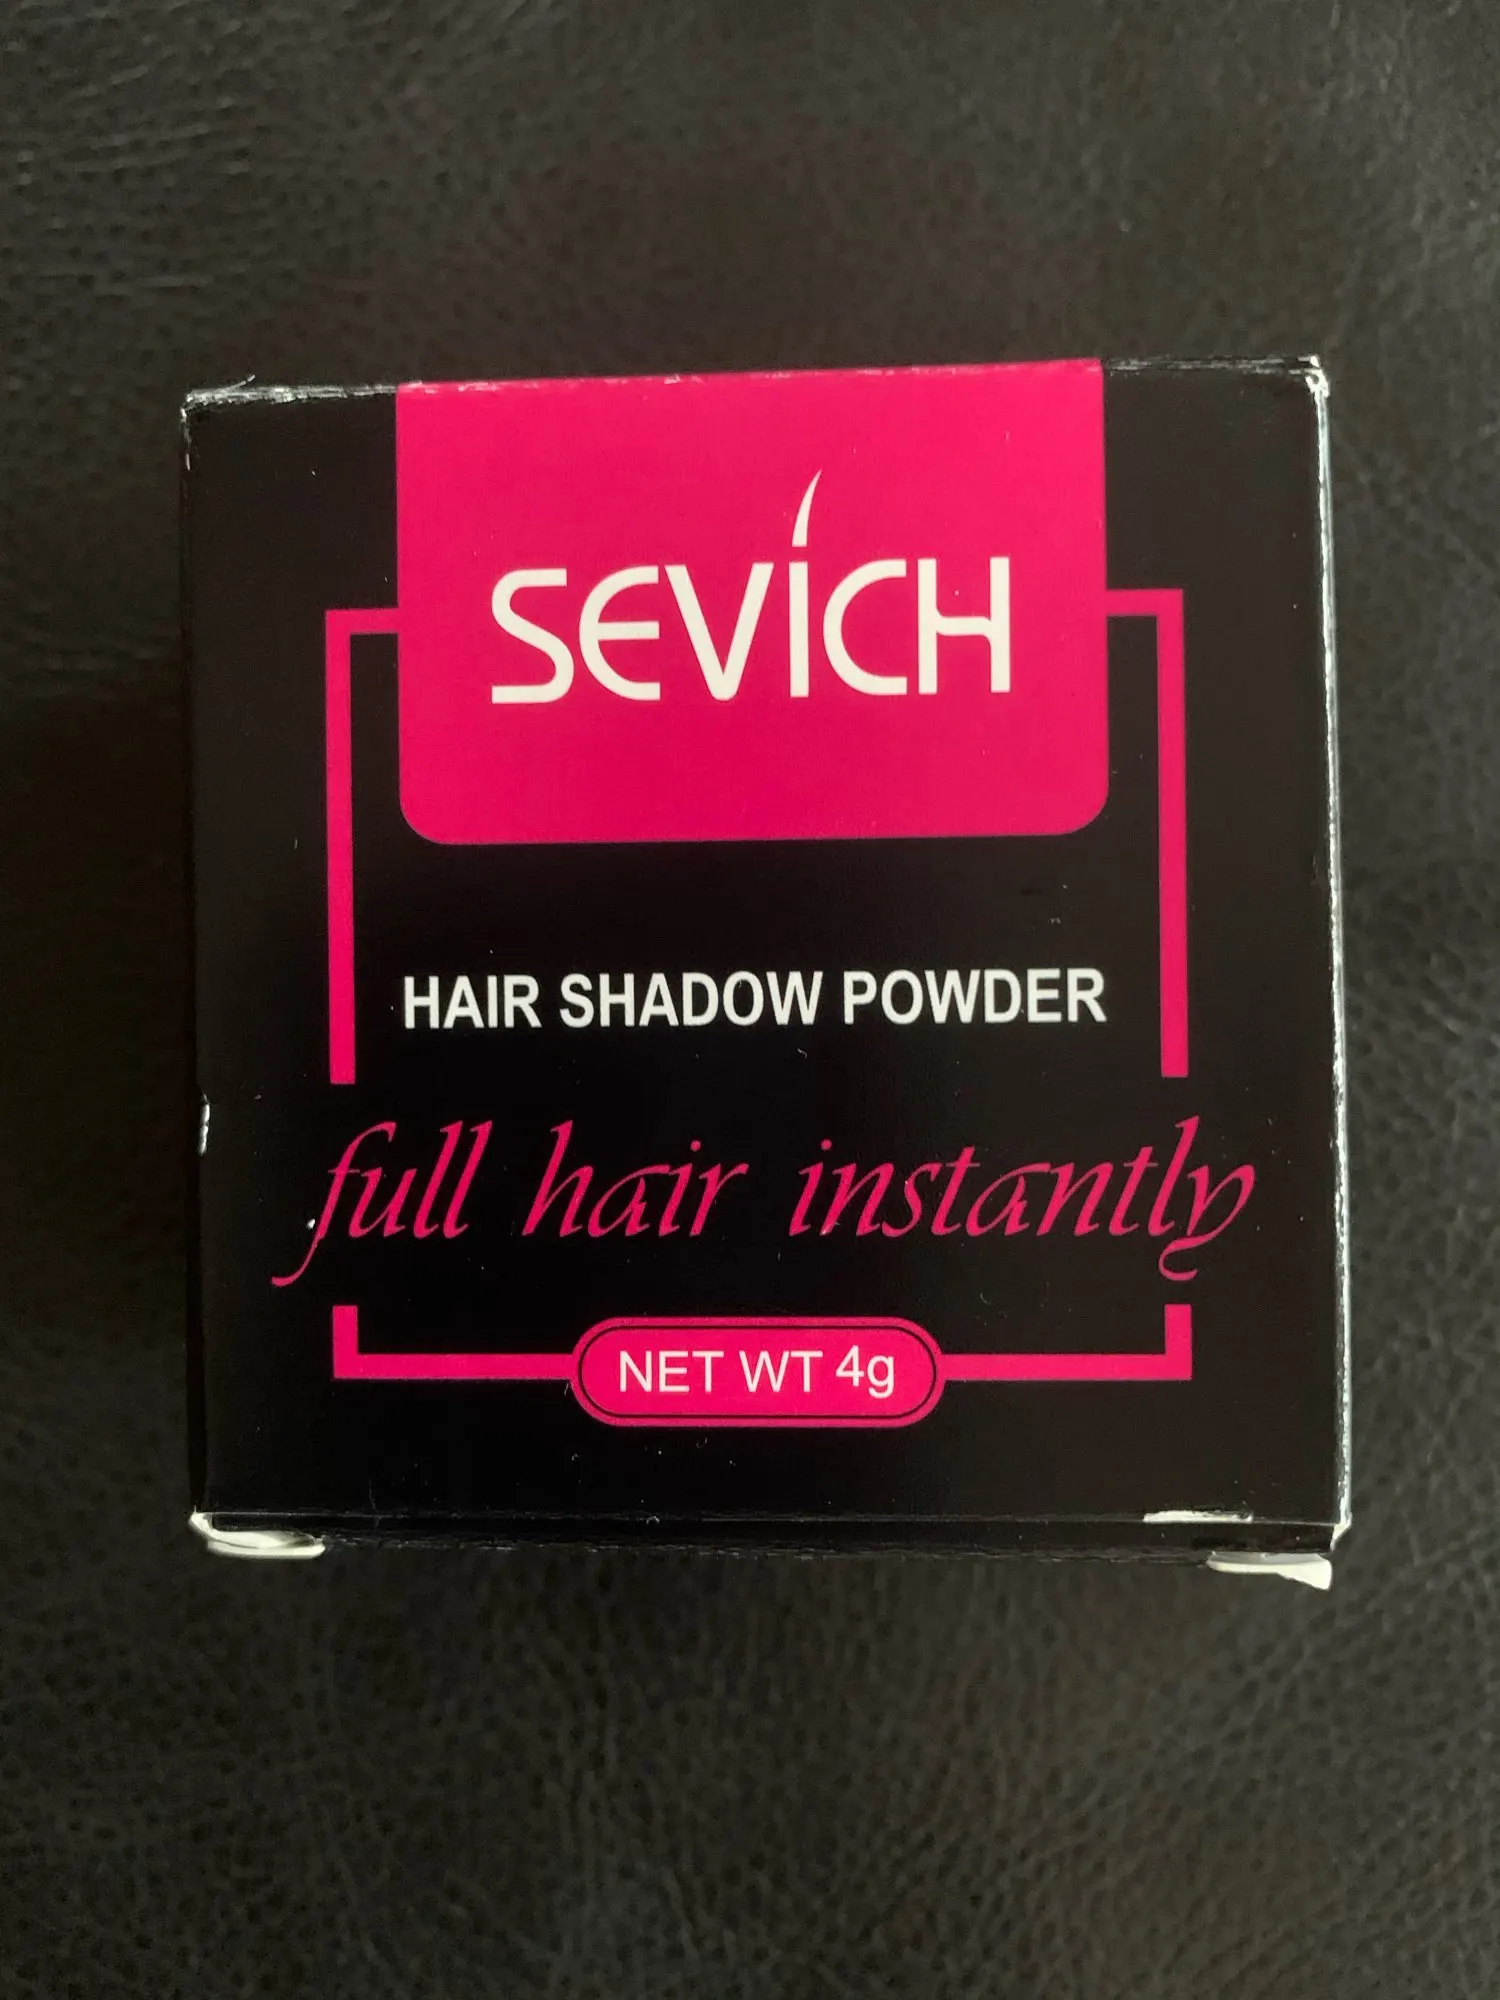 SEVICH
HAIR SHADOW POWDER
full hair instantly
NET WT 4g